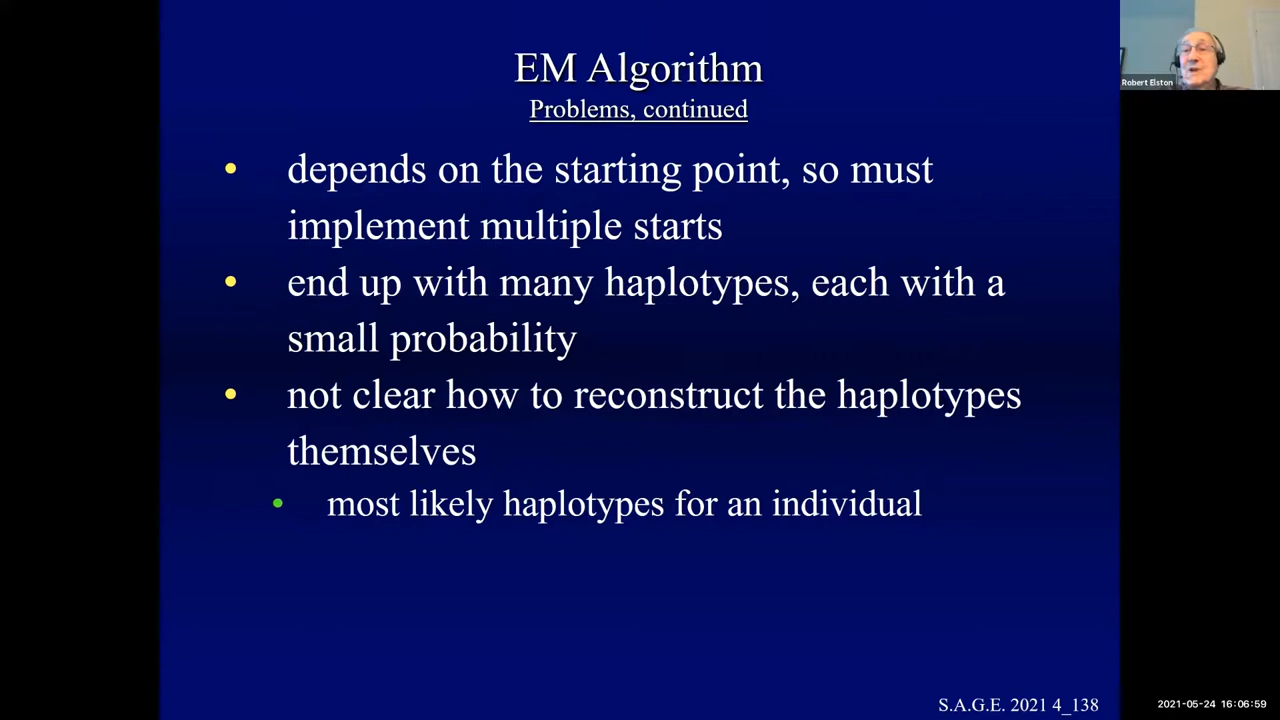 EM Algorithm
Problems, continued
• depends on the starting point, so must
implement multiple starts
• end up with many haplotypes, each with a
small probability
• not clear how to reconstruct the haplotypes
themselves
• most likely haplotypes for an individual
Robert Elston
S.A.G.E. 2021 4_138
2021-05-24 16:06:59